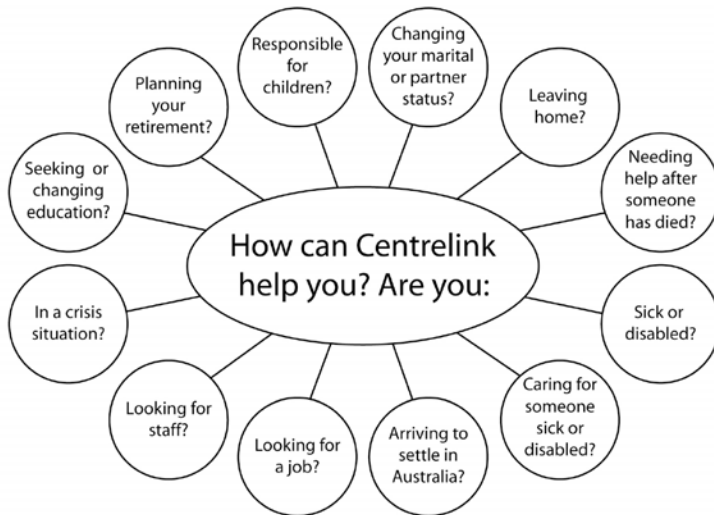 How can Centrelink
help you? Are you:
Responsible
for
children?
Changing
your marital
or partner
status?
Leaving
home?
Needing
help after
someone
has died?
Sick or
disabled?
Caring for
someone
sick or
disabled?
Arriving to
settle in
Australia?
Looking for
a job?
Looking for
staff?
In a crisis
situation?
Seeking or
changing
education?
Planning
your
retirement?